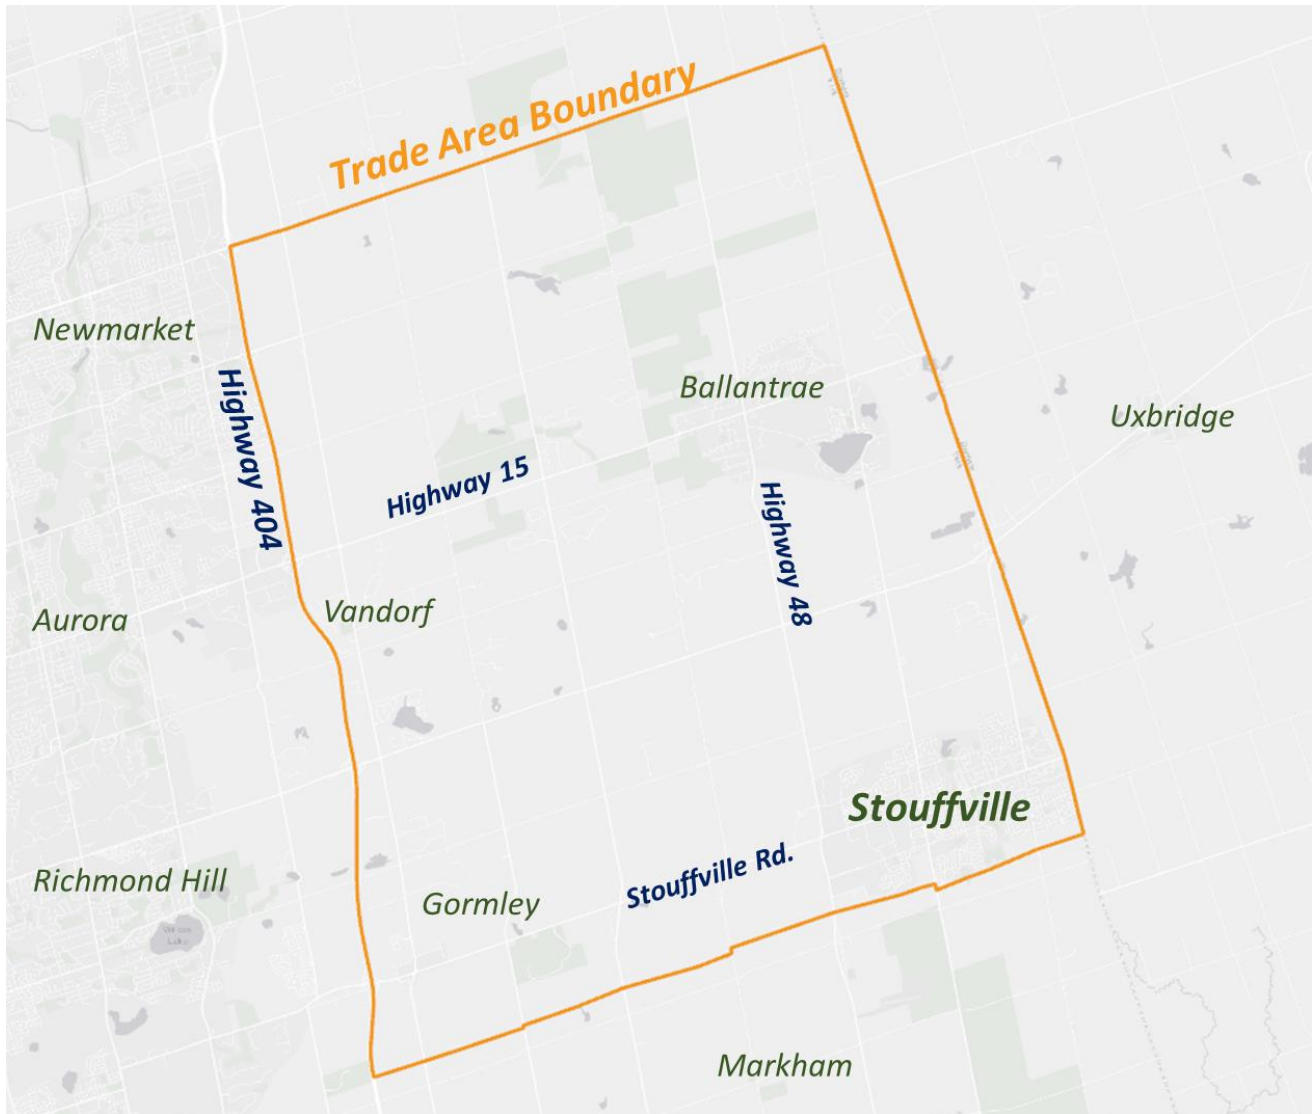 Trade Area Boundary
Newmarket
Highway 404
Ballantrae
Uxbridge
Highway 15
Highway 48
Vandorf
Aurora
Stouffville
Stouffville Rd.
Richmond Hill
Gormley
Markham